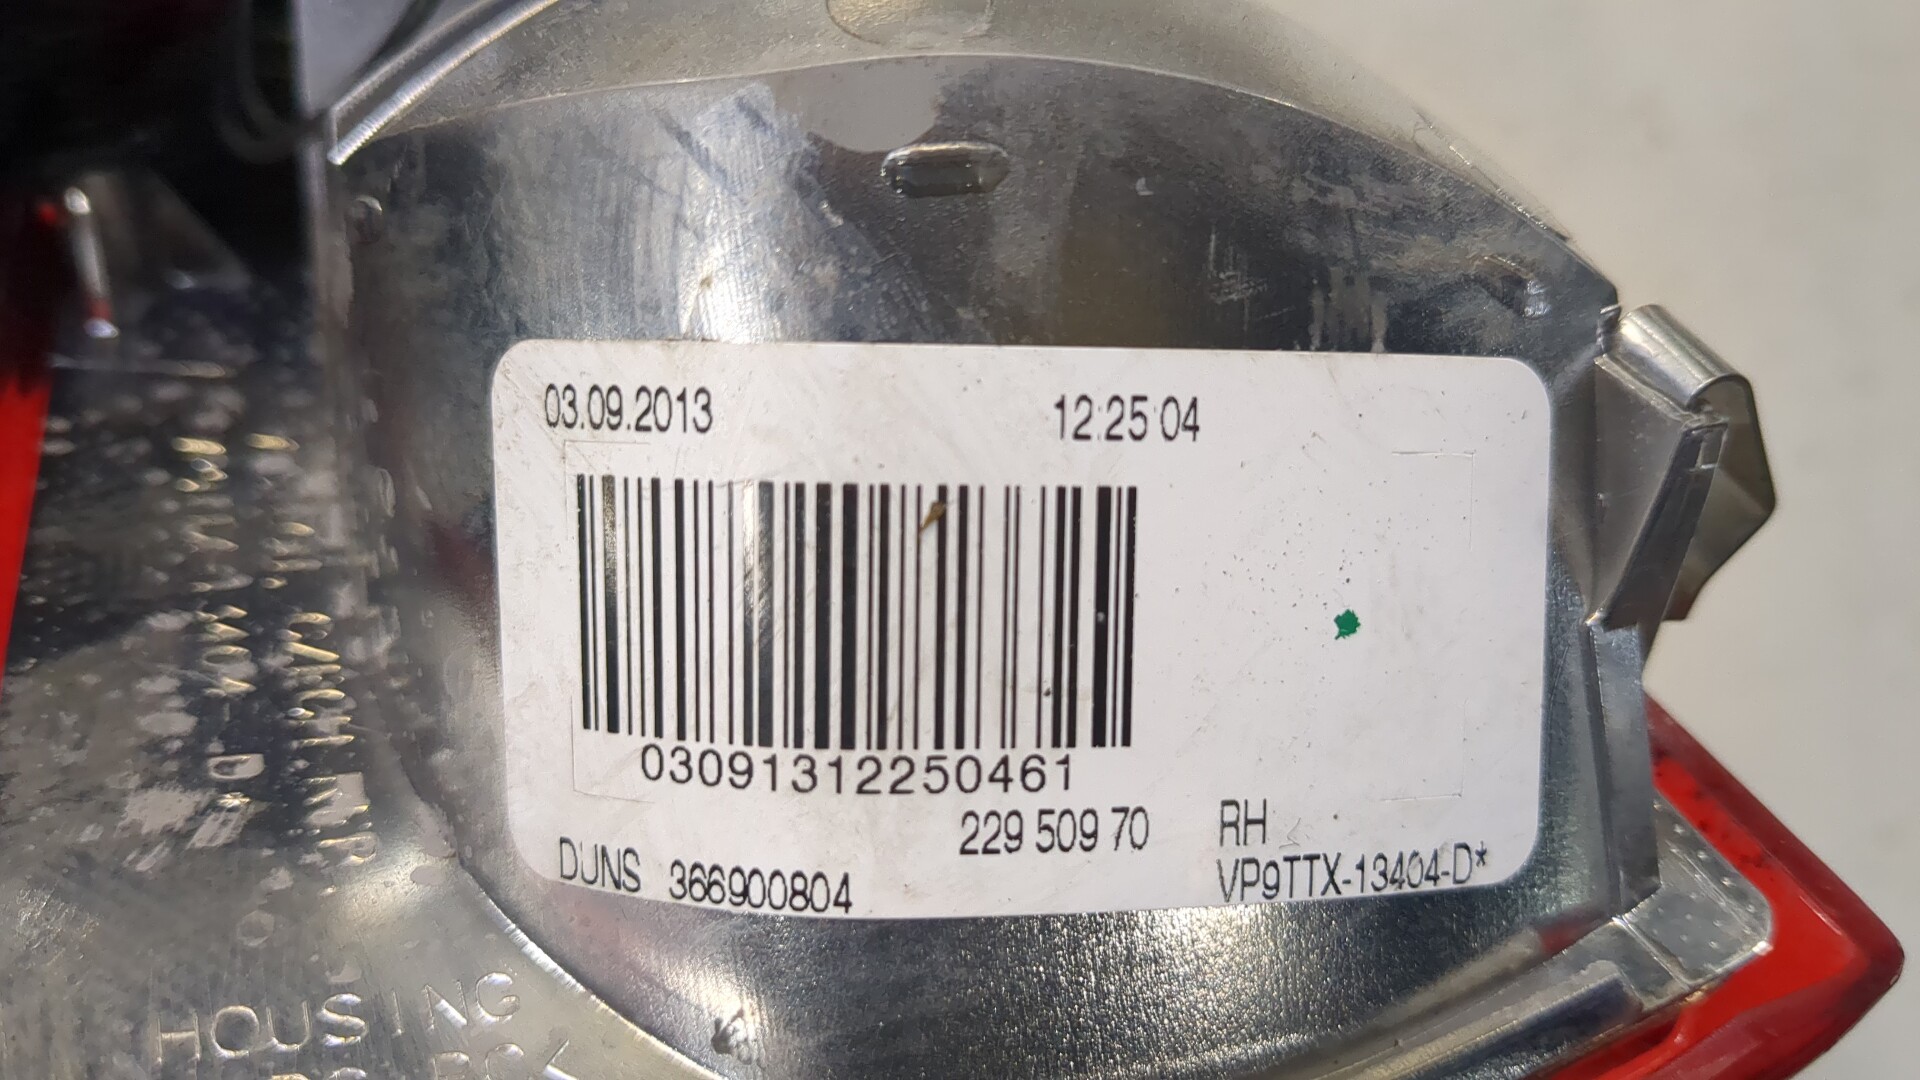 03.09.2013 12:25:04
03091312250461
229 509 70 RH
DUNS 366900804 VP9TTX-13404-D*
HOUSING